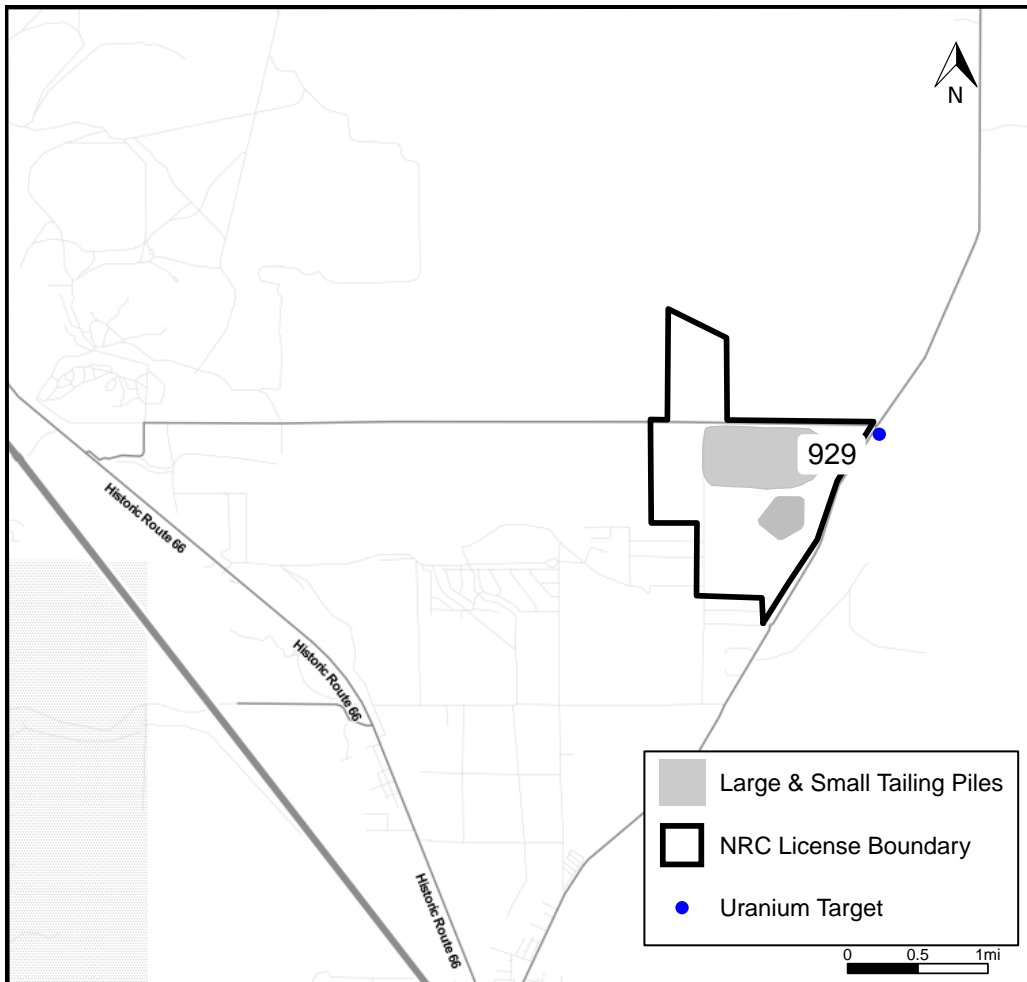 N
929
Historic Route 66
Historic Route 66
Historic Route 66
Large & Small Tailing Piles
NRC License Boundary
Uranium Target
0 0.5 1mi